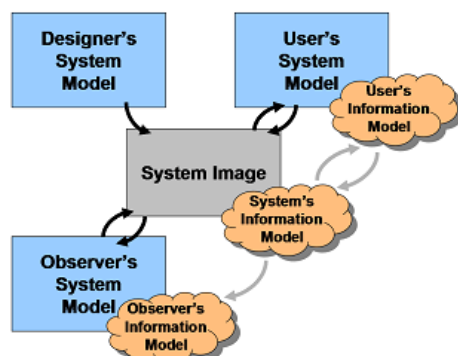 Designer's
System
Model
User's
System
Model
User's
Information
Model
System Image
System's
Information
Model
Observer's
System
Model
Observer's
Information
Model